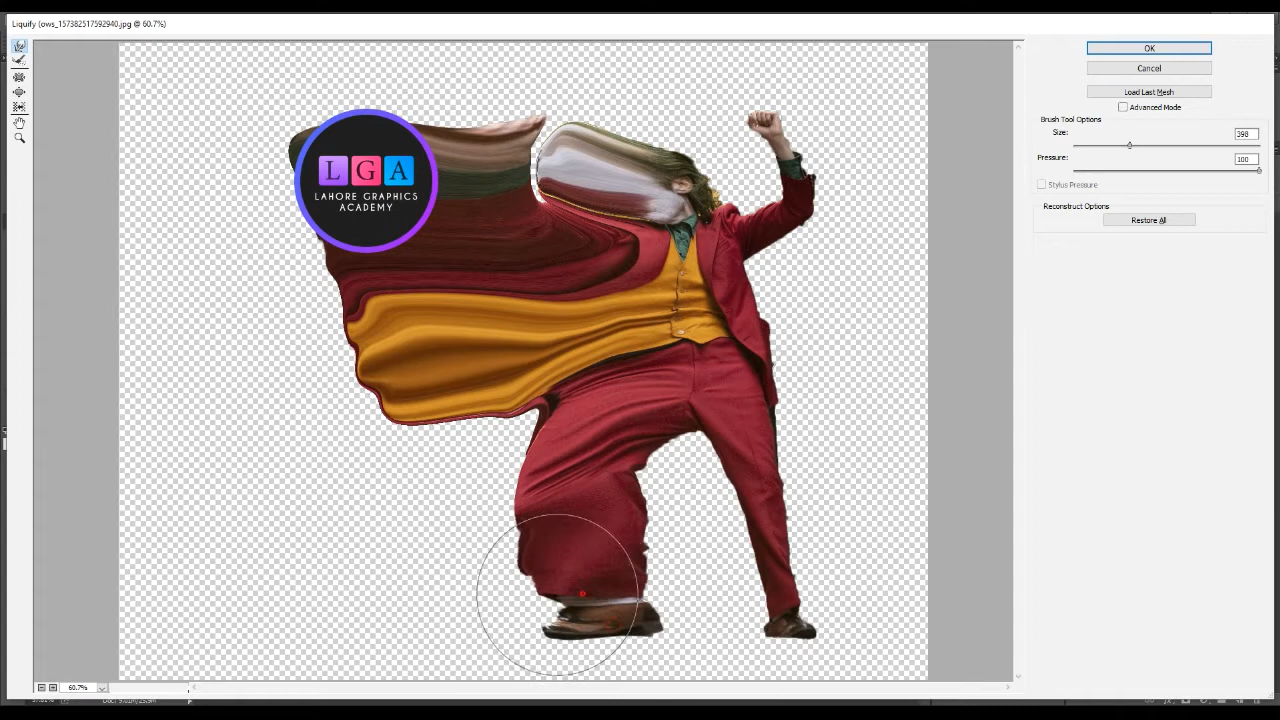 Liquify (ows_157382517592940.jpg @ 60.7%)
OK
Cancel
Load Last Mesh
Advanced Mode
Brush Tool Options
Size:
398
Pressure:
100
Stylus Pressure
Reconstruct Options
Restore All
L G A
LAHORE GRAPHICS
ACADEMY
60.7%